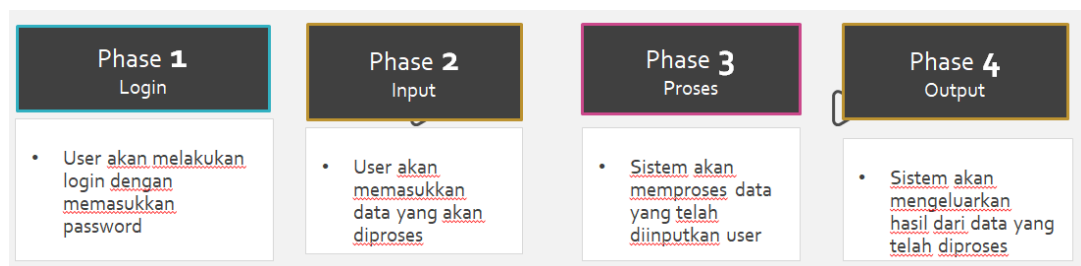 Phase 1
Login
• User akan melakukan
login dengan
memasukkan
password
Phase 2
Input
• User akan
memasukkan
data yang akan
diproses
Phase 3
Proses
• Sistem akan
memproses data
yang telah
diinputkan user
Phase 4
Output
• Sistem akan
mengeluarkan
hasil dari data yang
telah diproses